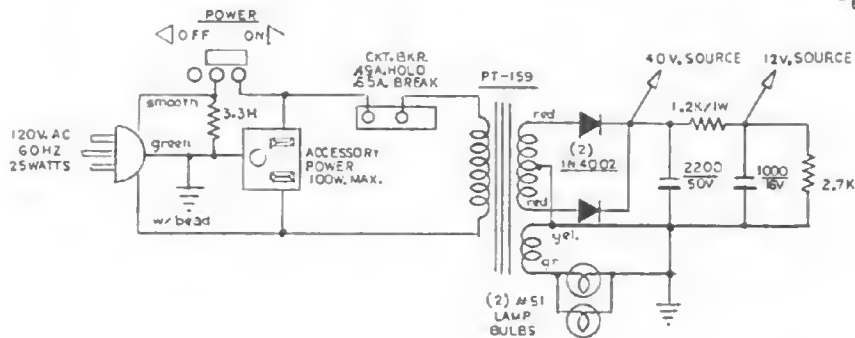 POWER
OFF ON
smooth
3.3M
green
w/bead
120V. AC
60HZ
25WATTS
ACCESSORY
POWER
100W. MAX.
CKT. BKR.
.49A. HOLD
.65A. BREAK
PT-159
red
(2)
1N4002
red
yel.
gr
(2) #51
LAMP
BULBS
40V. SOURCE
12V. SOURCE
1.2K/1W
2200
50V
1000
16V
2.7K